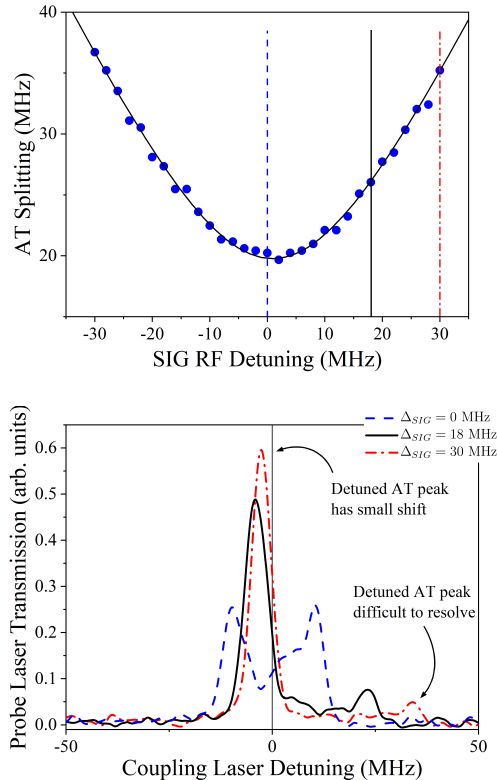 40
30
20
AT Splitting (MHz)
-30 -20 -10 0 10 20 30
SIG RF Detuning (MHz)
Δ_SIG = 0 MHz
Δ_SIG = 18 MHz
Δ_SIG = 30 MHz
0.6
0.5
0.4
0.3
0.2
0.1
0.0
Probe Laser Transmission (arb. units)
Detuned AT peak
has small shift
Detuned AT peak
difficult to resolve
-50 0 50
Coupling Laser Detuning (MHz)